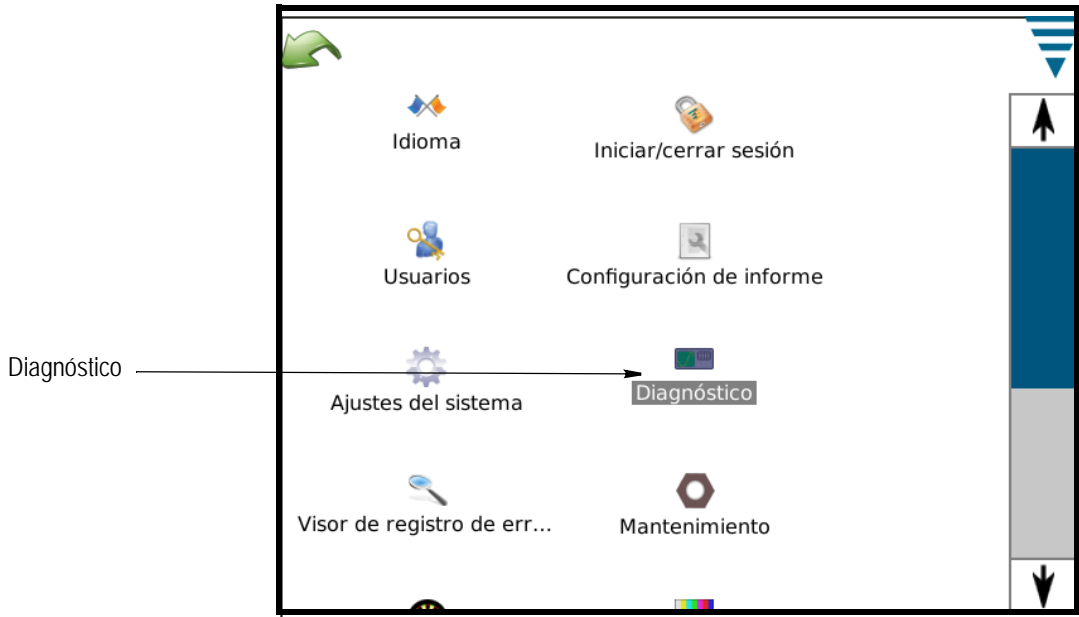 Idioma
Iniciar/cerrar sesión
Usuarios
Configuración de informe
Diagnóstico
Ajustes del sistema
Diagnóstico
Visor de registro de err...
Mantenimiento